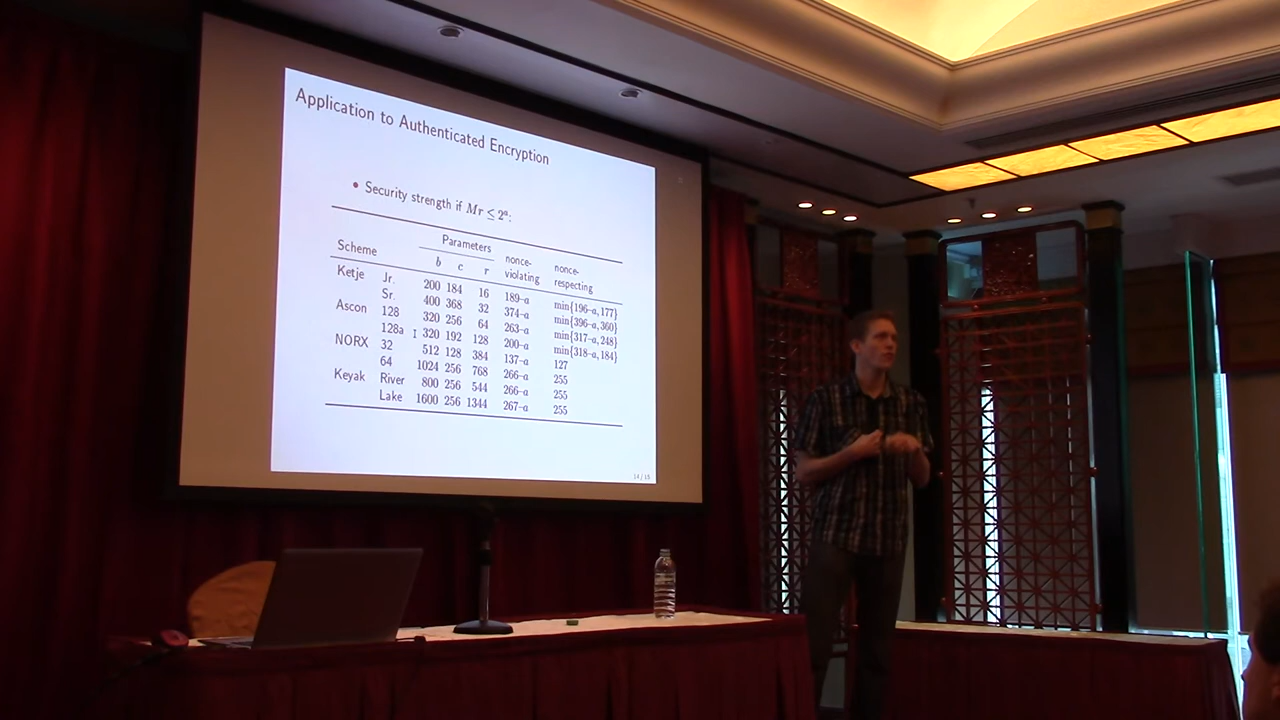 Application to Authenticated Encryption
• Security strength if Mr ≤ 2ᵃ:
Scheme Parameters nonce-violating nonce-respecting
b c r
Ketje Jr. 200 184 16 189–a min{196–a, 177}
Sr. 400 368 32 374–a min{396–a, 360}
Ascon 128 320 256 64 263–a min{317–a, 248}
128a 320 192 128 200–a min{318–a, 184}
NORX 32 512 128 384 137–a 127
64 1024 256 768 266–a 255
Keyak River 800 256 544 266–a 255
Lake 1600 256 1344 267–a 255